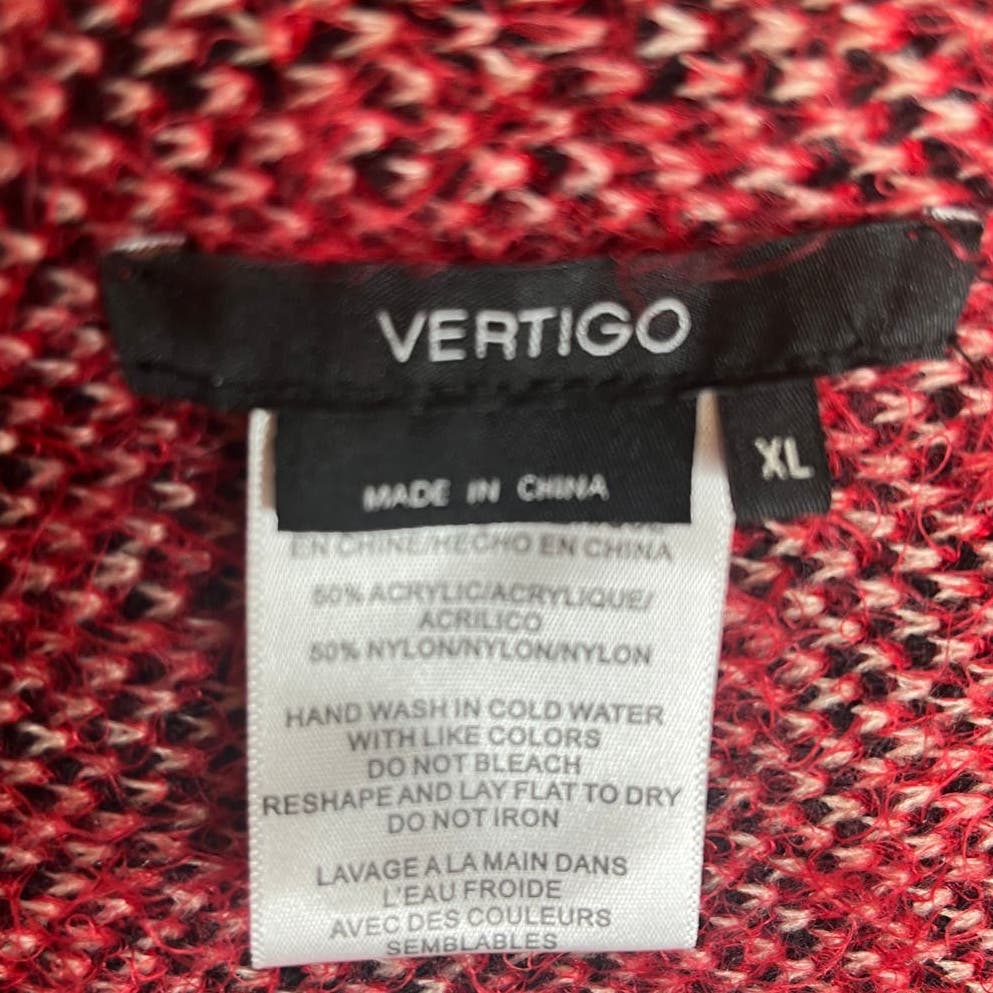 VERTIGO
XL
MADE IN CHINA
EN CHINE/HECHO EN CHINA
50% ACRYLIC/ACRYLIQUE/
ACRILICO
50% NYLON/NYLON/NYLON
HAND WASH IN COLD WATER
WITH LIKE COLORS
DO NOT BLEACH
RESHAPE AND LAY FLAT TO DRY
DO NOT IRON
LAVAGE A LA MAIN DANS
L'EAU FROIDE
AVEC DES COULEURS
SEMBLABLES